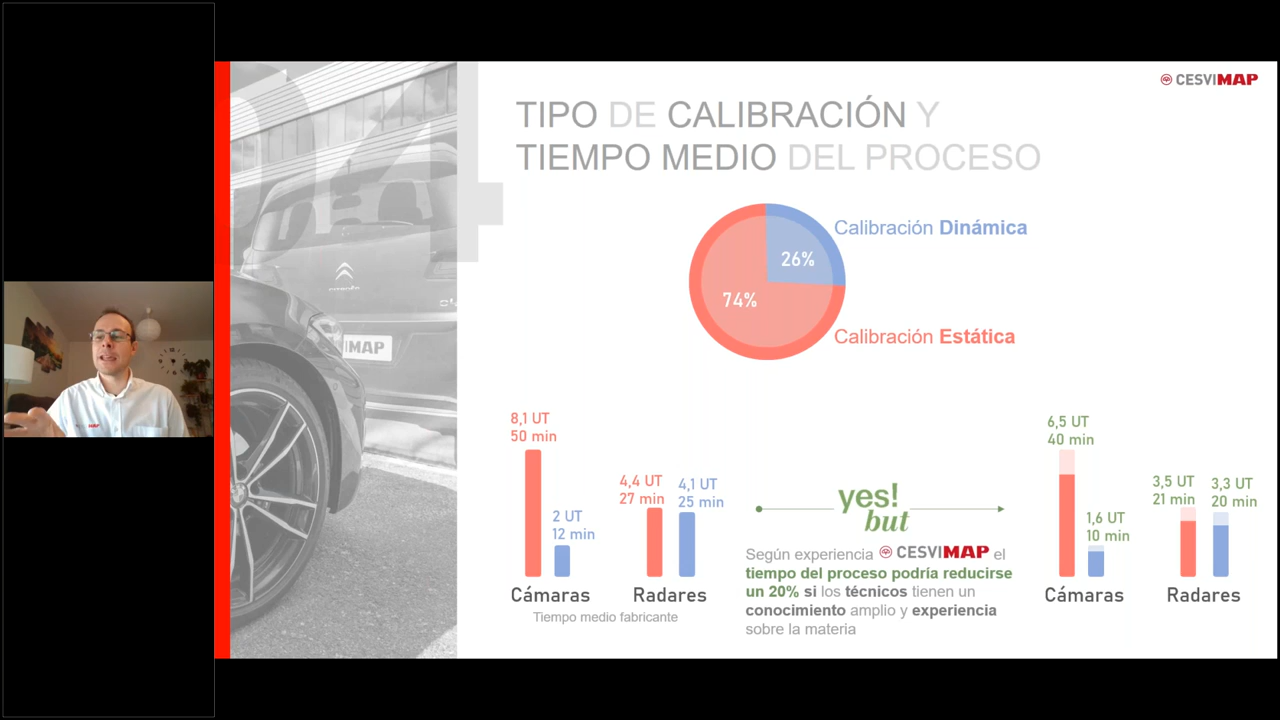 CESVIMAP
TIPO DE CALIBRACIÓN Y
TIEMPO MEDIO DEL PROCESO
04
CITROËN
MAP
Calibración Dinámica
26%
74%
Calibración Estática
8,1 UT
50 min
2 UT
12 min
Cámaras
4,4 UT
27 min
4,1 UT
25 min
Radares
Tiempo medio fabricante
yes!
but
Según experiencia CESVIMAP el
tiempo del proceso podría reducirse
un 20% si los técnicos tienen un
conocimiento amplio y experiencia
sobre la materia
6,5 UT
40 min
1,6 UT
10 min
Cámaras
3,5 UT
21 min
3,3 UT
20 min
Radares